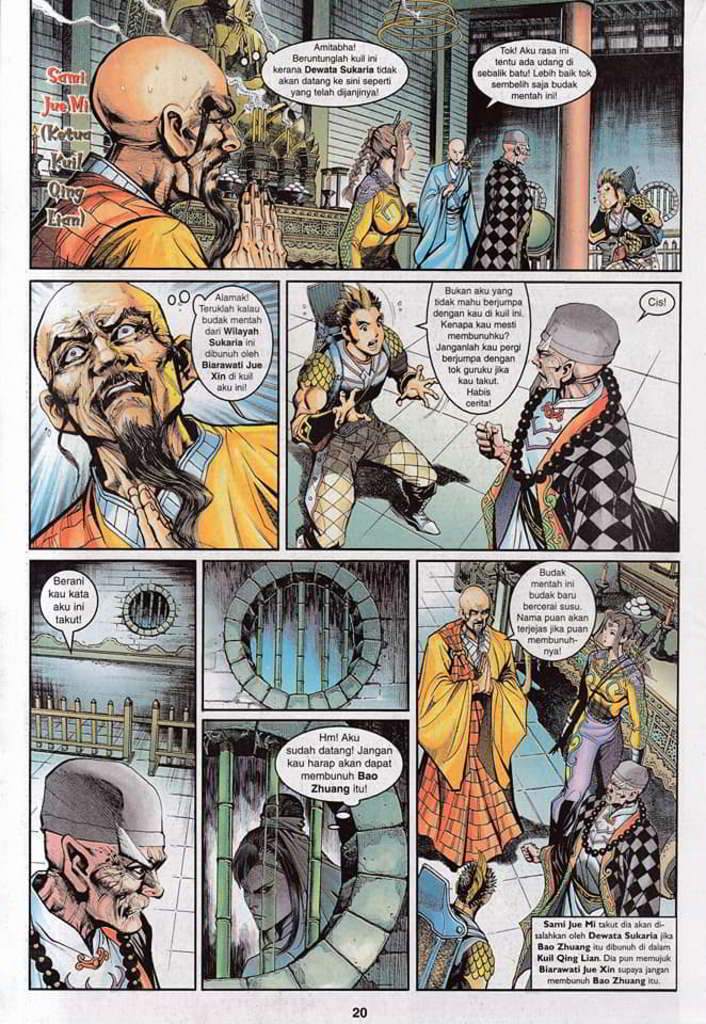 Sami
Jue Mi
(Ketua
Kuil
Qing
Lian)
Amitabha!
Beruntunglah kuil ini
kerana Dewata Sukaria tidak
akan datang ke sini seperti
yang telah dijanjinya!
Tok! Aku rasa ini
tentu ada udang di
sebalik batu! Lebih baik tok
sembelih saja budak
mentah ini!
Alamak!
Teruklah kalau
budak mentah
dari Wilayah
Sukaria ini
dibunuh oleh
Biarawati Jue
Xin di kuil
aku ini!
Bukan aku yang
tidak mahu berjumpa
dengan kau di kuil ini.
Kenapa kau mesti
membunuhku?
Janganlah kau pergi
berjumpa dengan
guruku jika
kau takut.
Habis
cerita!
Cis!
Berani
kau kata
aku ini
takut!
Hm! Aku
sudah datang! Jangan
kau harap akan dapat
membunuh Bao
Zhuang itu!
Budak
mentah ini
budak baru
bercerai susu.
Nama puan akan
terjejas jika puan
membunuh-
nya!
Sami Jue Mi takut dia akan di-
salahkan oleh Dewata Sukaria jika
Bao Zhuang itu dibunuh di dalam
Kuil Qing Lian. Dia pun memujuk
Biarawati Jue Xin supaya jangan
membunuh Bao Zhuang itu.
20